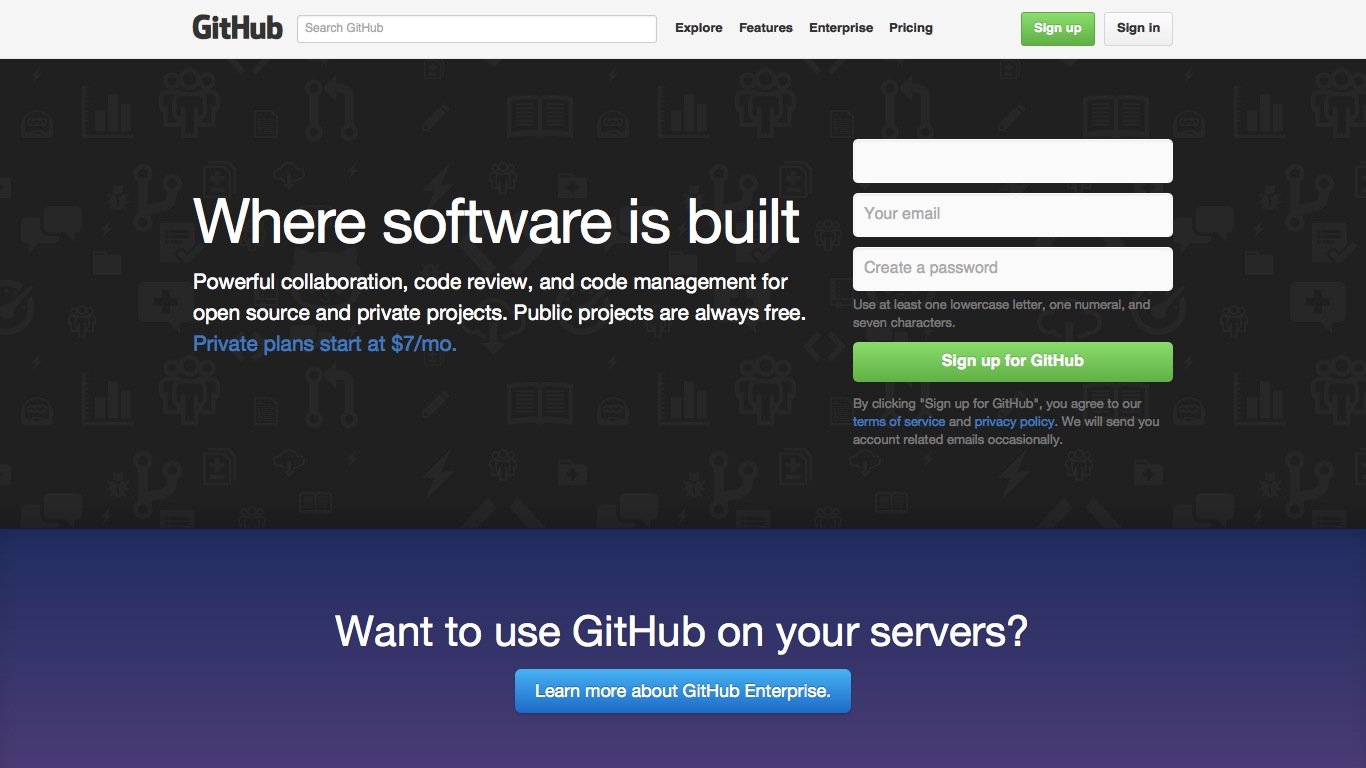 GitHub
Search GitHub
Explore
Features
Enterprise
Pricing
Sign up
Sign in
Where software is built
Powerful collaboration, code review, and code management for
open source and private projects. Public projects are always free.
Private plans start at $7/mo.
Your email
Create a password
Use at least one lowercase letter, one numeral, and
seven characters.
Sign up for GitHub
By clicking "Sign up for GitHub", you agree to our
terms of service and privacy policy. We will send you
account related emails occasionally.
Want to use GitHub on your servers?
Learn more about GitHub Enterprise.